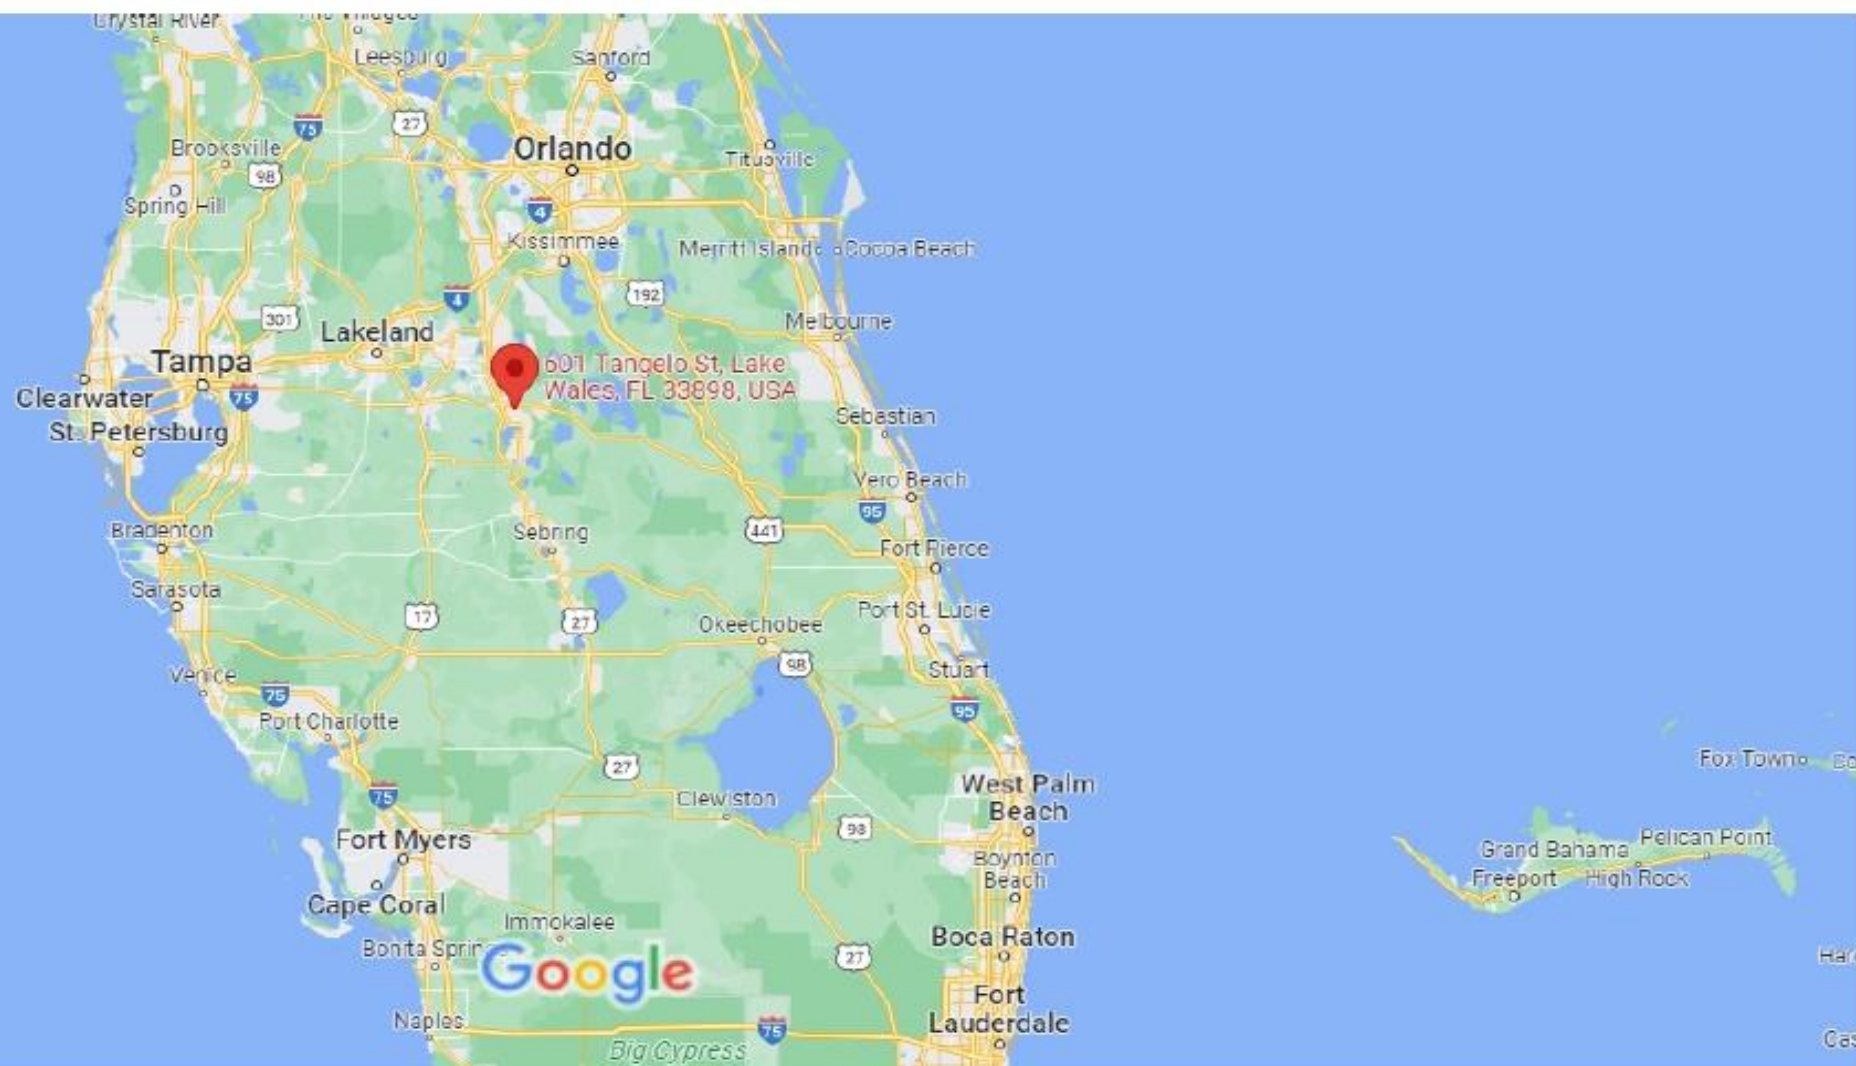 Crystal River
The Villages
Leesburg
Sanford
75
27
Orlando
Brooksville
98
Titusville
Spring Hill
4
Kissimmee
Merritt Island
Cocoa Beach
4
192
301
Lakeland
Melbourne
Tampa
601 Tangelo St, Lake
Wales, FL 33898, USA
Clearwater
75
St. Petersburg
Sebastian
Vero Beach
95
Bradenton
Sebring
441
Fort Pierce
Sarasota
17
27
Okeechobee
Port St. Lucie
98
Venice
Stuart
75
95
Port Charlotte
27
Fox Town
75
Clewiston
West Palm
Beach
98
Fort Myers
Grand Bahama
Pelican Point
Boynton
Beach
Freeport
High Rock
Cape Coral
Immokalee
Boca Raton
Bonita Sprin
27
Google
Fort
Lauderdale
Naples
75
Big Cypress